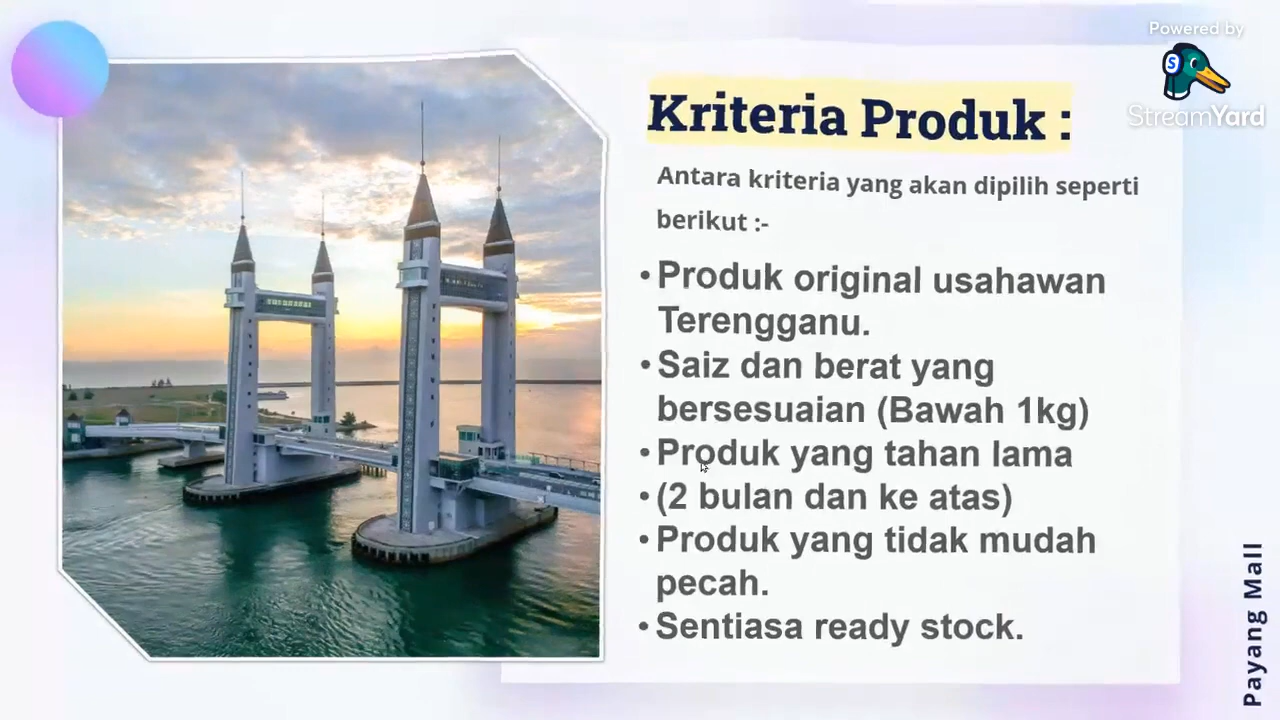 Powered by
StreamYard
Kriteria Produk :
Antara kriteria yang akan dipilih seperti
berikut :-
• Produk original usahawan
Terengganu.
• Saiz dan berat yang
bersesuaian (Bawah 1kg)
• Produk yang tahan lama
• (2 bulan dan ke atas)
• Produk yang tidak mudah
pecah.
• Sentiasa ready stock.
Payang Mall